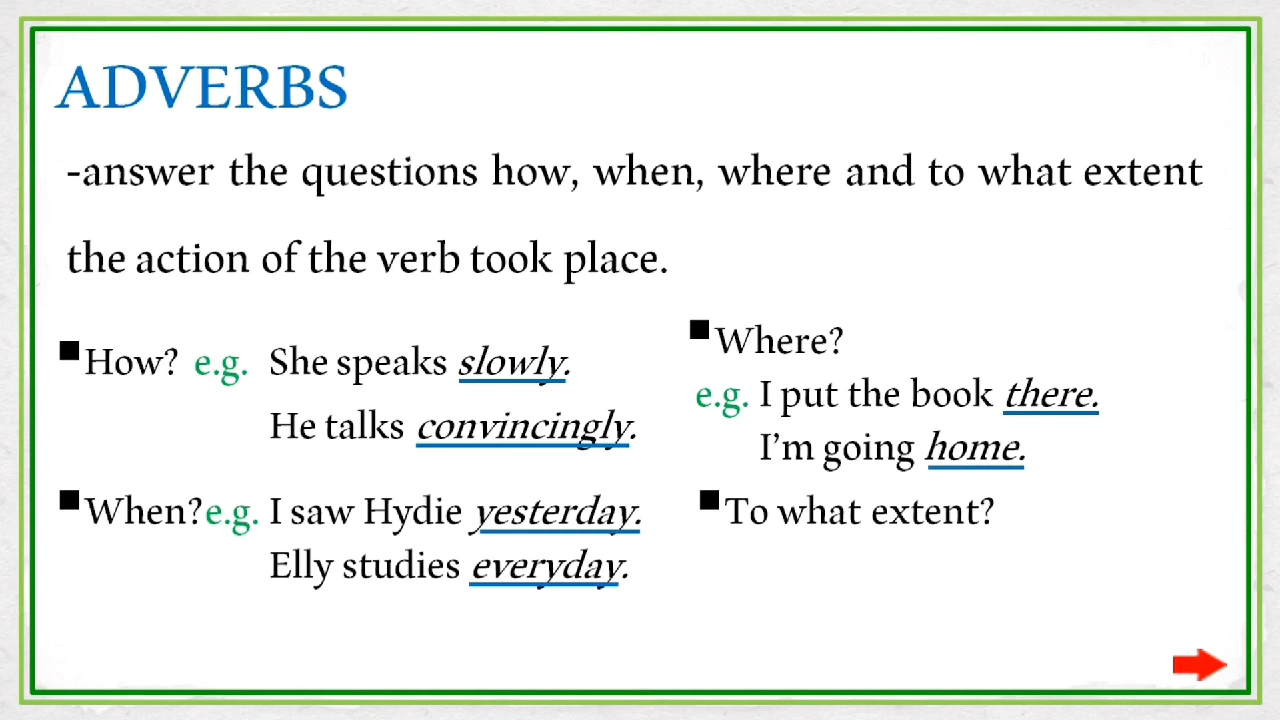 ADVERBS
-answer the questions how, when, where and to what extent
the action of the verb took place.
▪How? e.g. She speaks slowly.
He talks convincingly.
▪When? e.g. I saw Hydie yesterday.
Elly studies everyday.
▪Where?
e.g. I put the book there.
I'm going home.
▪To what extent?